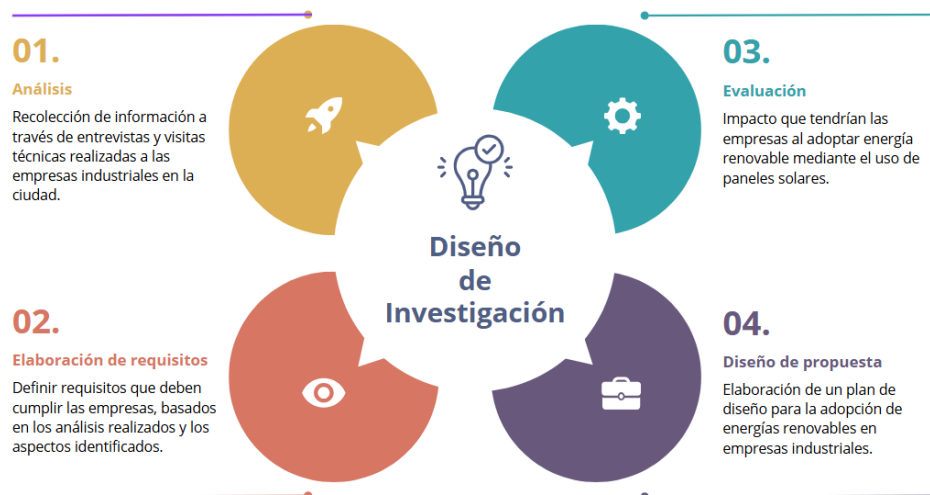 01.
Análisis
Recolección de información a
través de entrevistas y visitas
técnicas realizadas a las
empresas industriales en la
ciudad.
02.
Elaboración de requisitos
Definir requisitos que deben
cumplir las empresas, basados
en los análisis realizados y los
aspectos identificados.
Diseño
de
Investigación
03.
Evaluación
Impacto que tendrían las
empresas al adoptar energía
renovable mediante el uso de
paneles solares.
04.
Diseño de propuesta
Elaboración de un plan de
diseño para la adopción de
energías renovables en
empresas industriales.